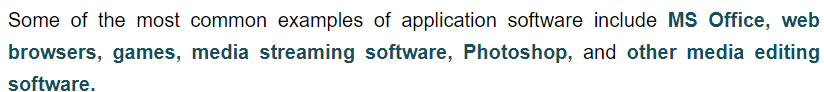 Some of the most common examples of application software include MS Office, web
browsers, games, media streaming software, Photoshop, and other media editing
software.